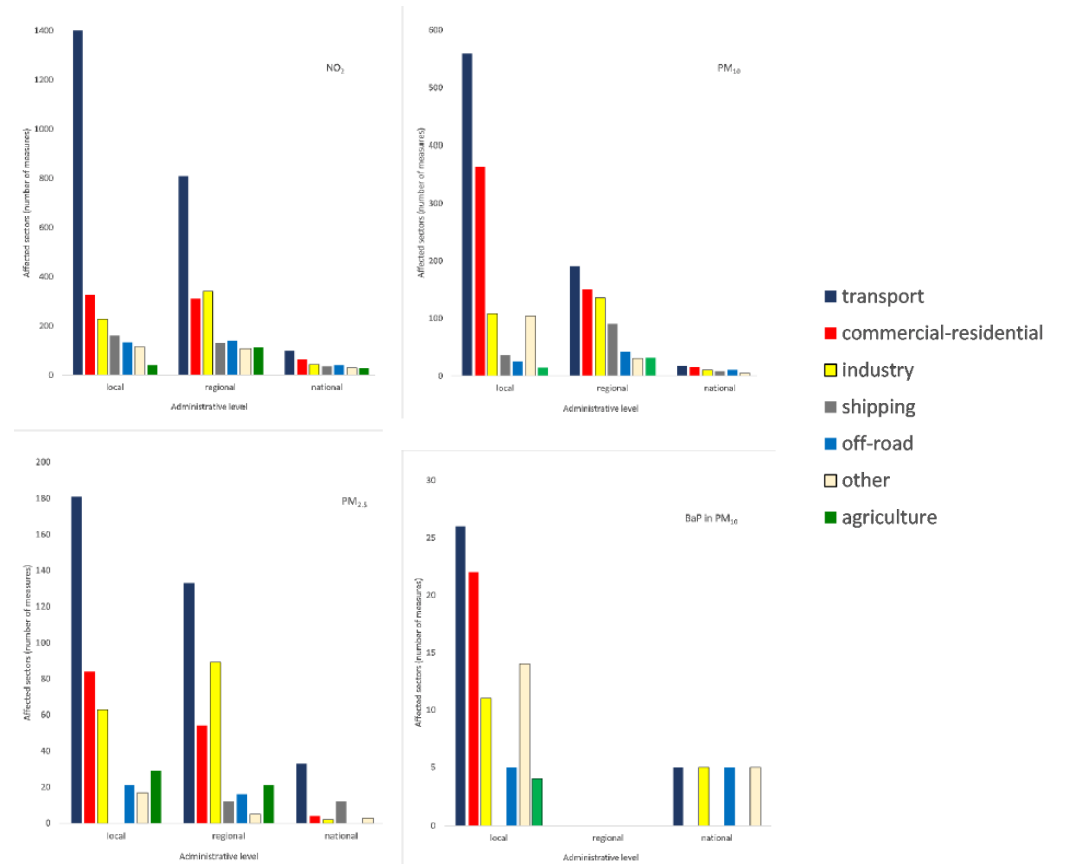 NO2
1400
1200
1000
800
600
400
200
0
Affected sectors (number of measures)
local
regional
national
Administrative level
PM10
600
500
400
300
200
100
0
Affected sectors (number of measures)
local
regional
national
Administrative level
transport
commercial-residential
industry
shipping
off-road
other
agriculture
PM2.5
200
180
160
140
120
100
80
60
40
20
0
Affected sectors (number of measures)
local
regional
national
Administrative level
BaP in PM10
30
25
20
15
10
5
0
Affected sectors (number of measures)
local
regional
national
Administrative level